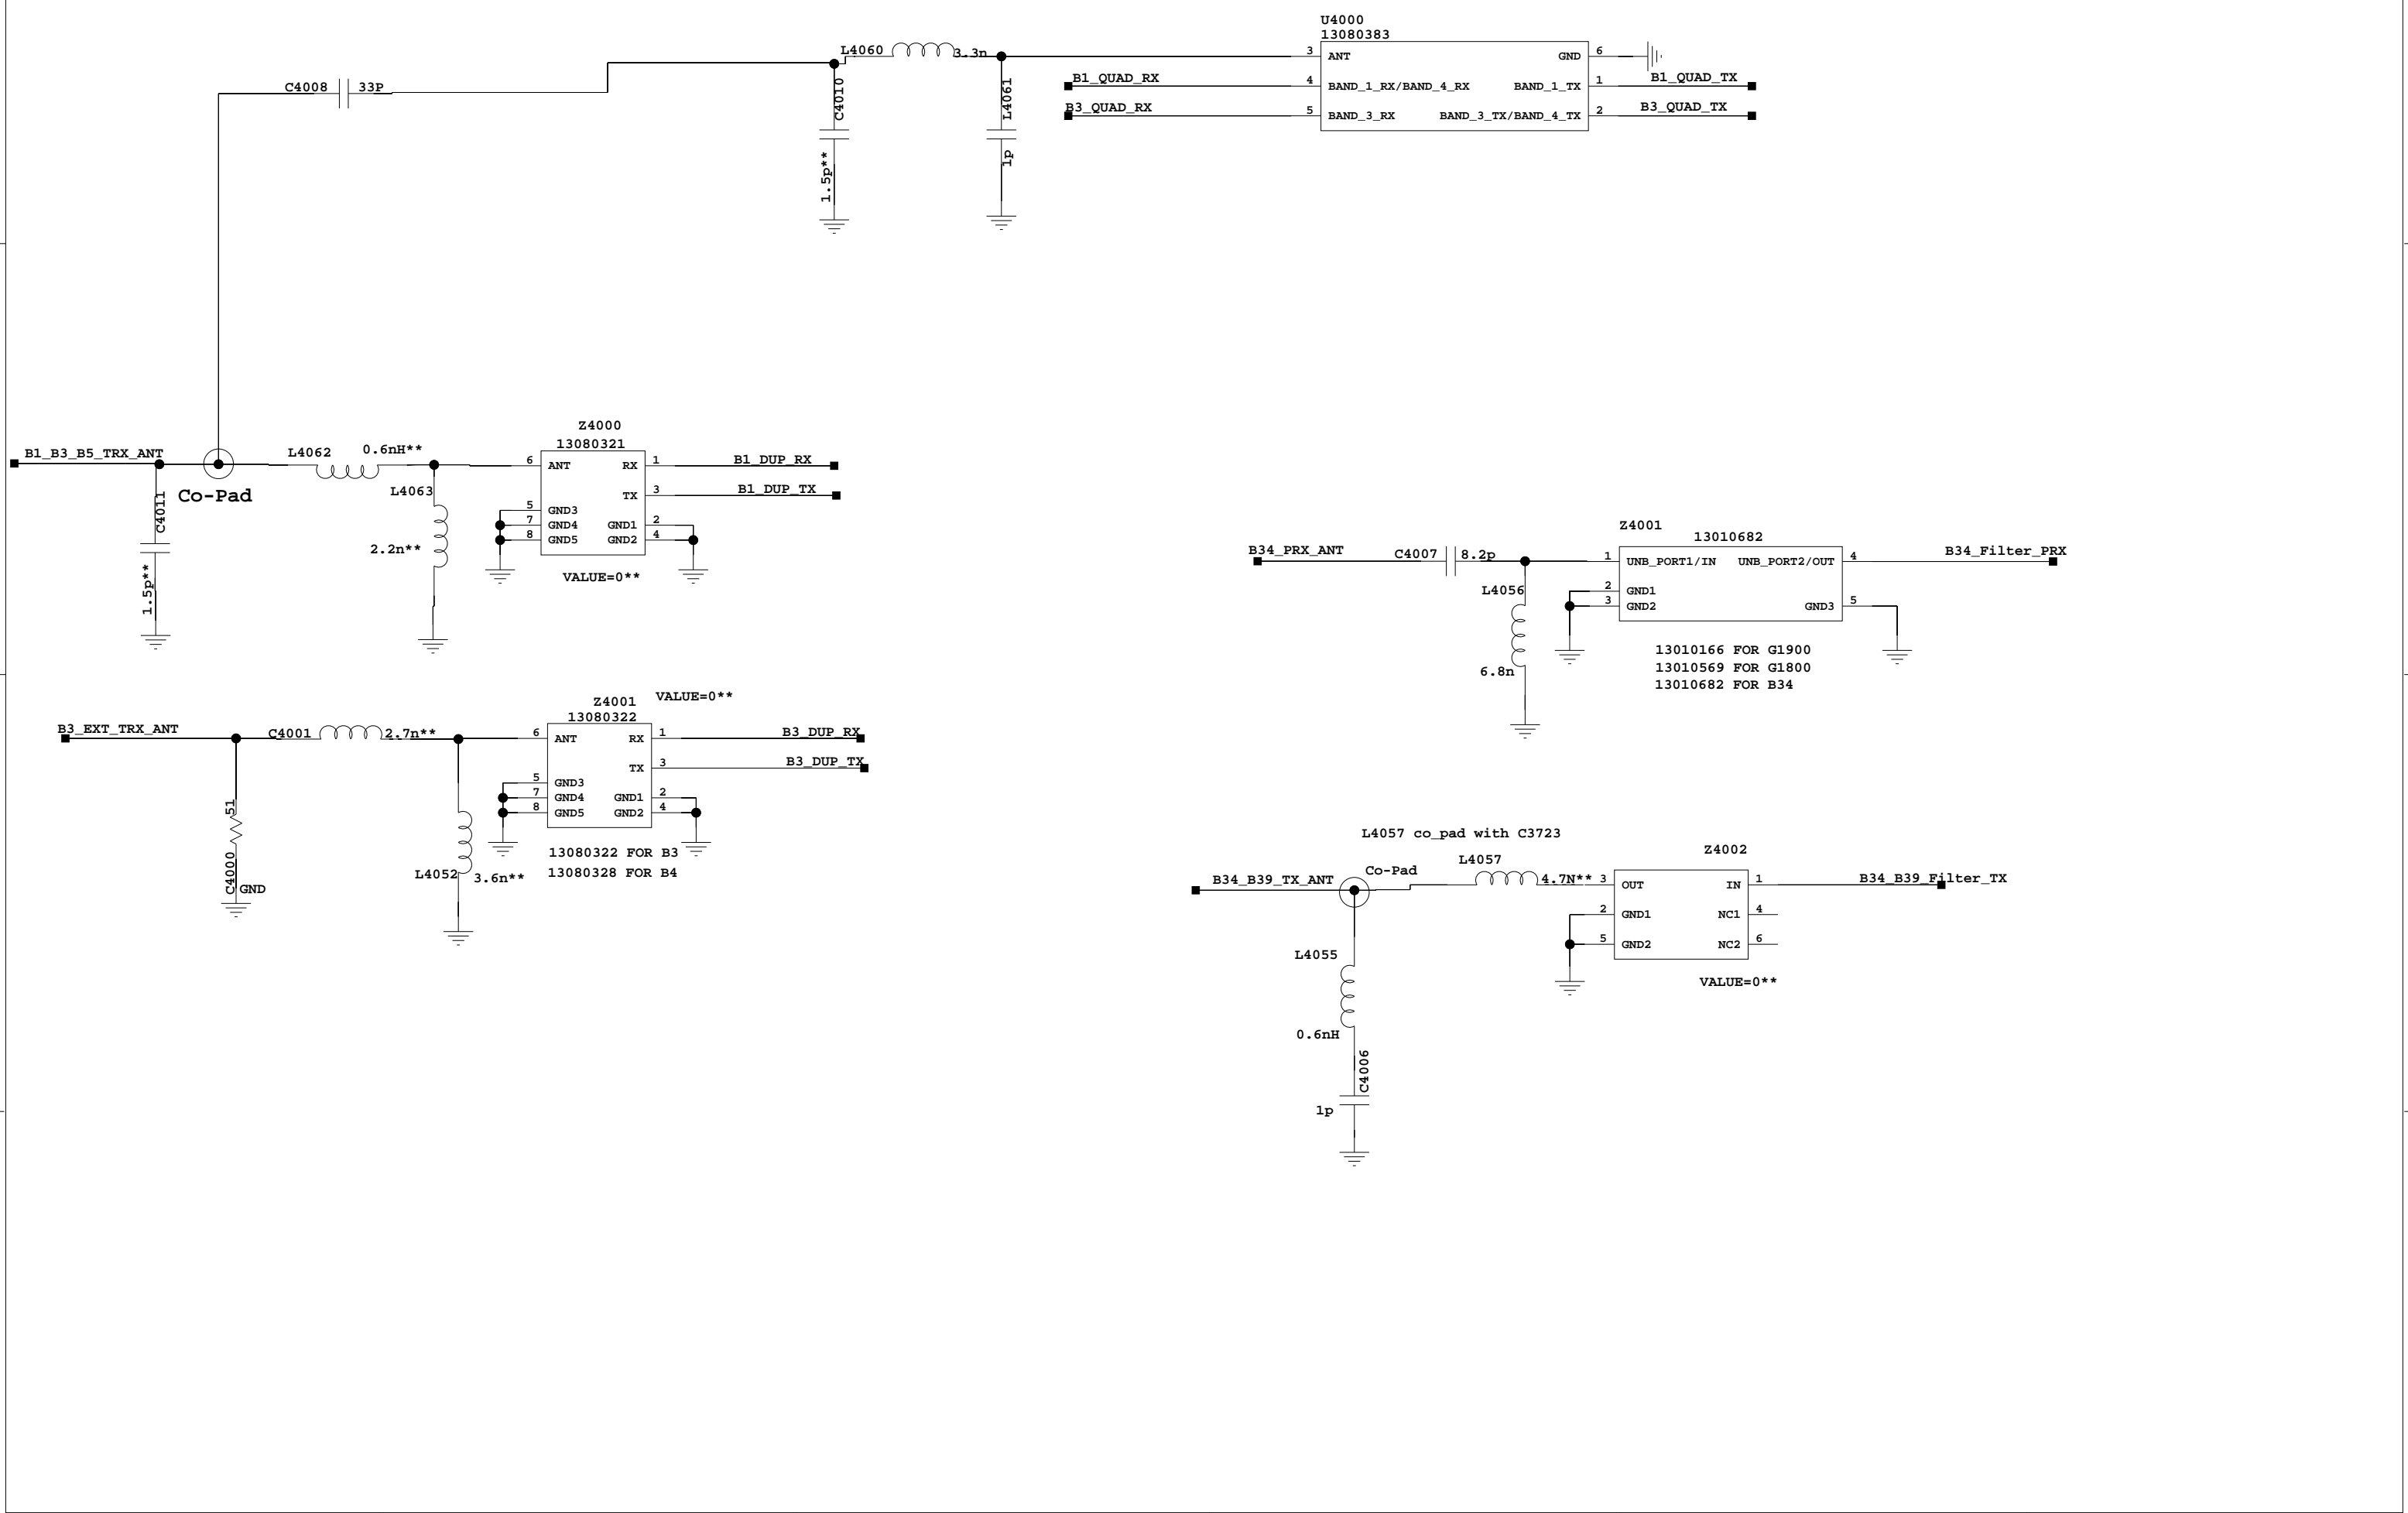 U4000
13080383
L4060
3.3n
3
ANT
GND
6
C4008
33P
C4010
1.5p**
L4061
1p
B1_QUAD_RX
4
BAND_1_RX/BAND_4_RX
BAND_1_TX
1
B1_QUAD_TX
B3_QUAD_RX
5
BAND_3_RX
BAND_3_TX/BAND_4_TX
2
B3_QUAD_TX
Z4000
13080321
B1_B3_B5_TRX_ANT
L4062
0.6nH**
6
ANT
RX
1
B1_DUP_RX
Co-Pad
L4063
TX
3
B1_DUP_TX
C4011
1.5p**
2.2n**
5
GND3
7
GND4
GND1
2
8
GND5
GND2
4
VALUE=0**
Z4001
13010682
B34_PRX_ANT
C4007
8.2p
1
UNB_PORT1/IN
UNB_PORT2/OUT
4
B34_Filter_PRX
L4056
6.8n
2
GND1
3
GND2
GND3
5
13010166 FOR G1900
13010569 FOR G1800
13010682 FOR B34
Z4001
VALUE=0**
13080322
B3_EXT_TRX_ANT
C4001
2.7n**
6
ANT
RX
1
B3_DUP_RX
TX
3
B3_DUP_TX
5
GND3
7
GND4
GND1
2
8
GND5
GND2
4
51
C4000
GND
L4052
3.6n**
13080322 FOR B3
13080328 FOR B4
L4057 co_pad with C3723
Z4002
B34_B39_TX_ANT
Co-Pad
L4057
4.7N**
3
OUT
IN
1
B34_B39_Filter_TX
2
GND1
NC1
4
5
GND2
NC2
6
VALUE=0**
L4055
0.6nH
C4006
1p